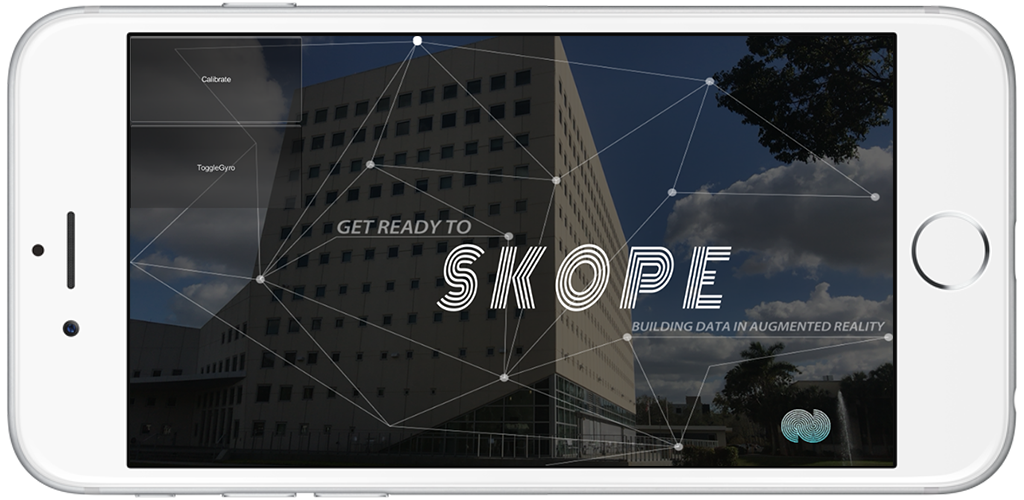 Calibrate
ToggleGyro
GET READY TO
SKOPE
BUILDING DATA IN AUGMENTED REALITY